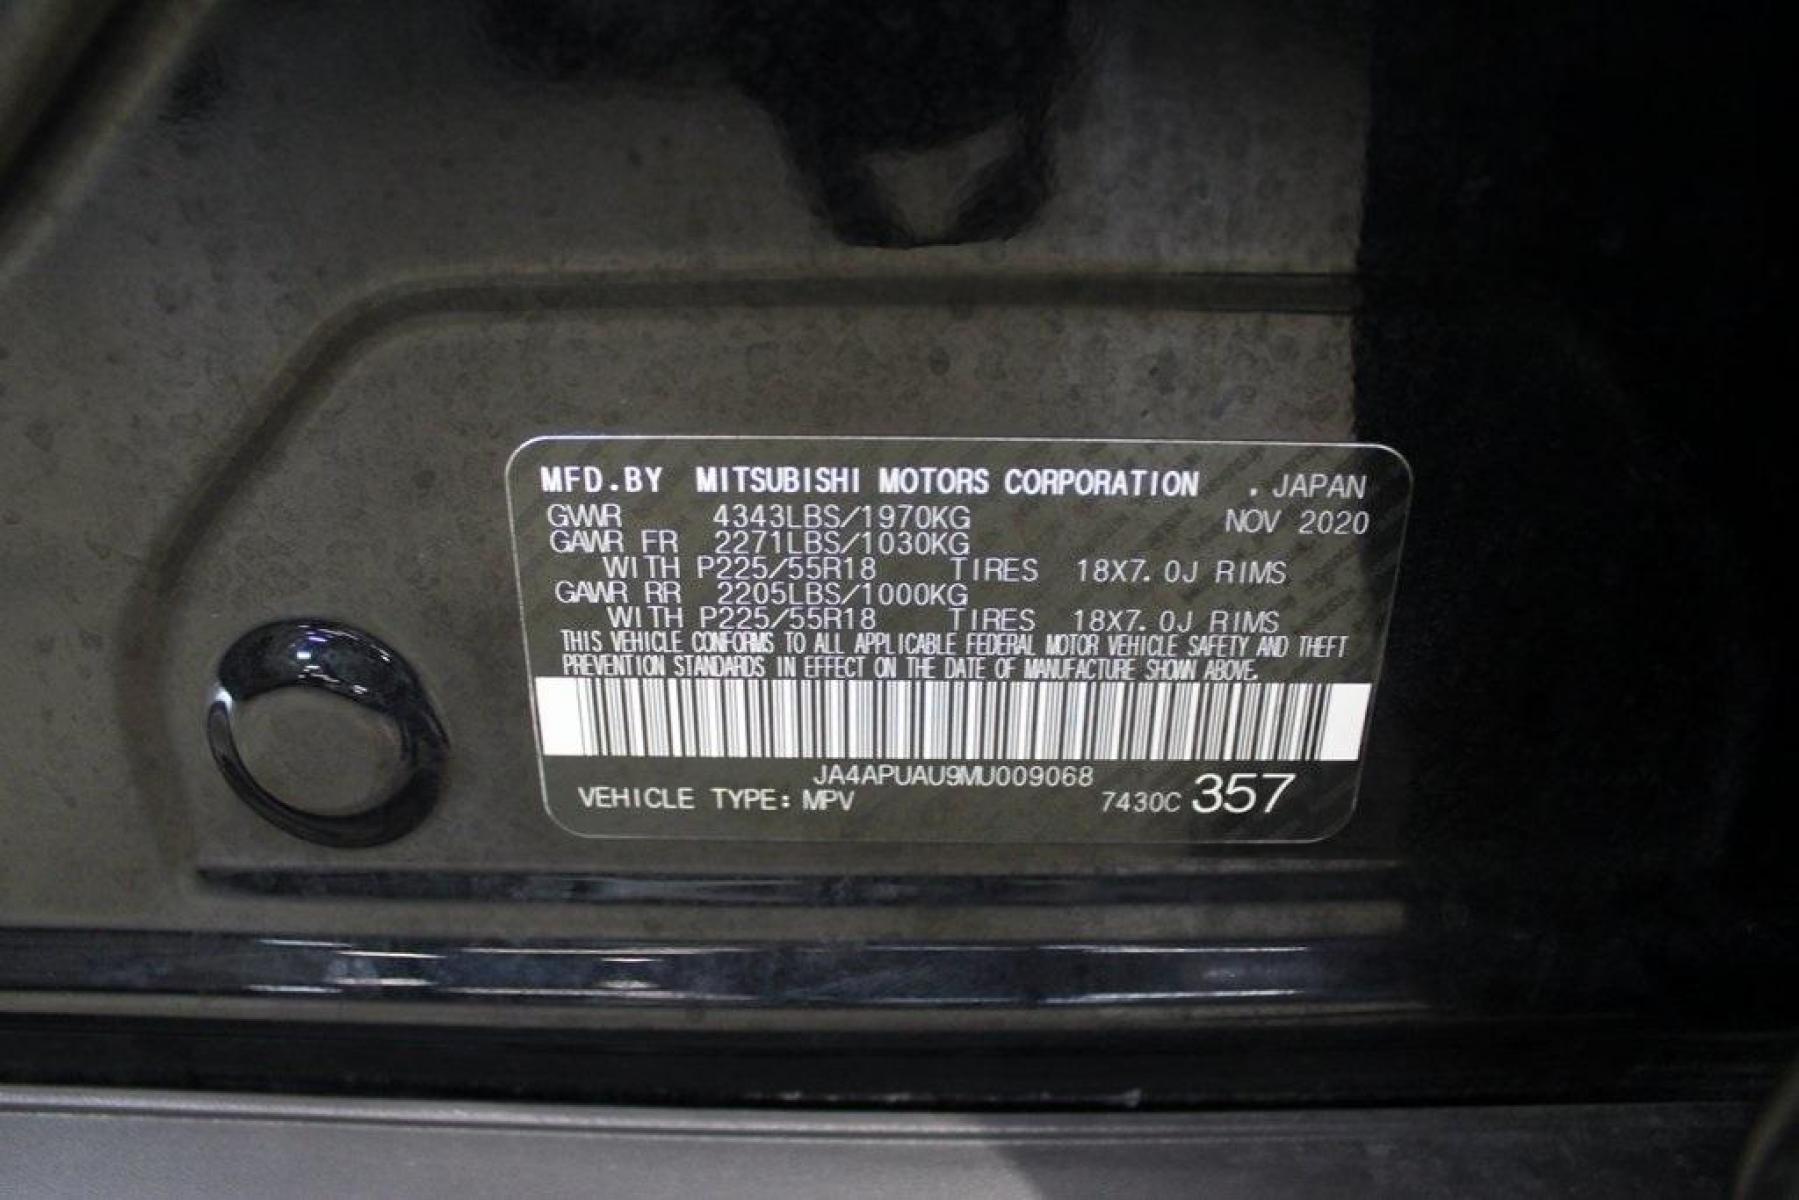 MFD.BY MITSUBISHI MOTORS CORPORATION . JAPAN
GVWR 4343LBS/1970KG NOV 2020
GAWR FR 2271LBS/1030KG
WITH P225/55R18 TIRES 18X7.0J RIMS
GAWR RR 2205LBS/1000KG
WITH P225/55R18 TIRES 18X7.0J RIMS
THIS VEHICLE CONFORMS TO ALL APPLICABLE FEDERAL MOTOR VEHICLE SAFETY AND THEFT
PREVENTION STANDARDS IN EFFECT ON THE DATE OF MANUFACTURE SHOWN ABOVE.
JA4APUAU9MU009068
VEHICLE TYPE: MPV 7430C 357